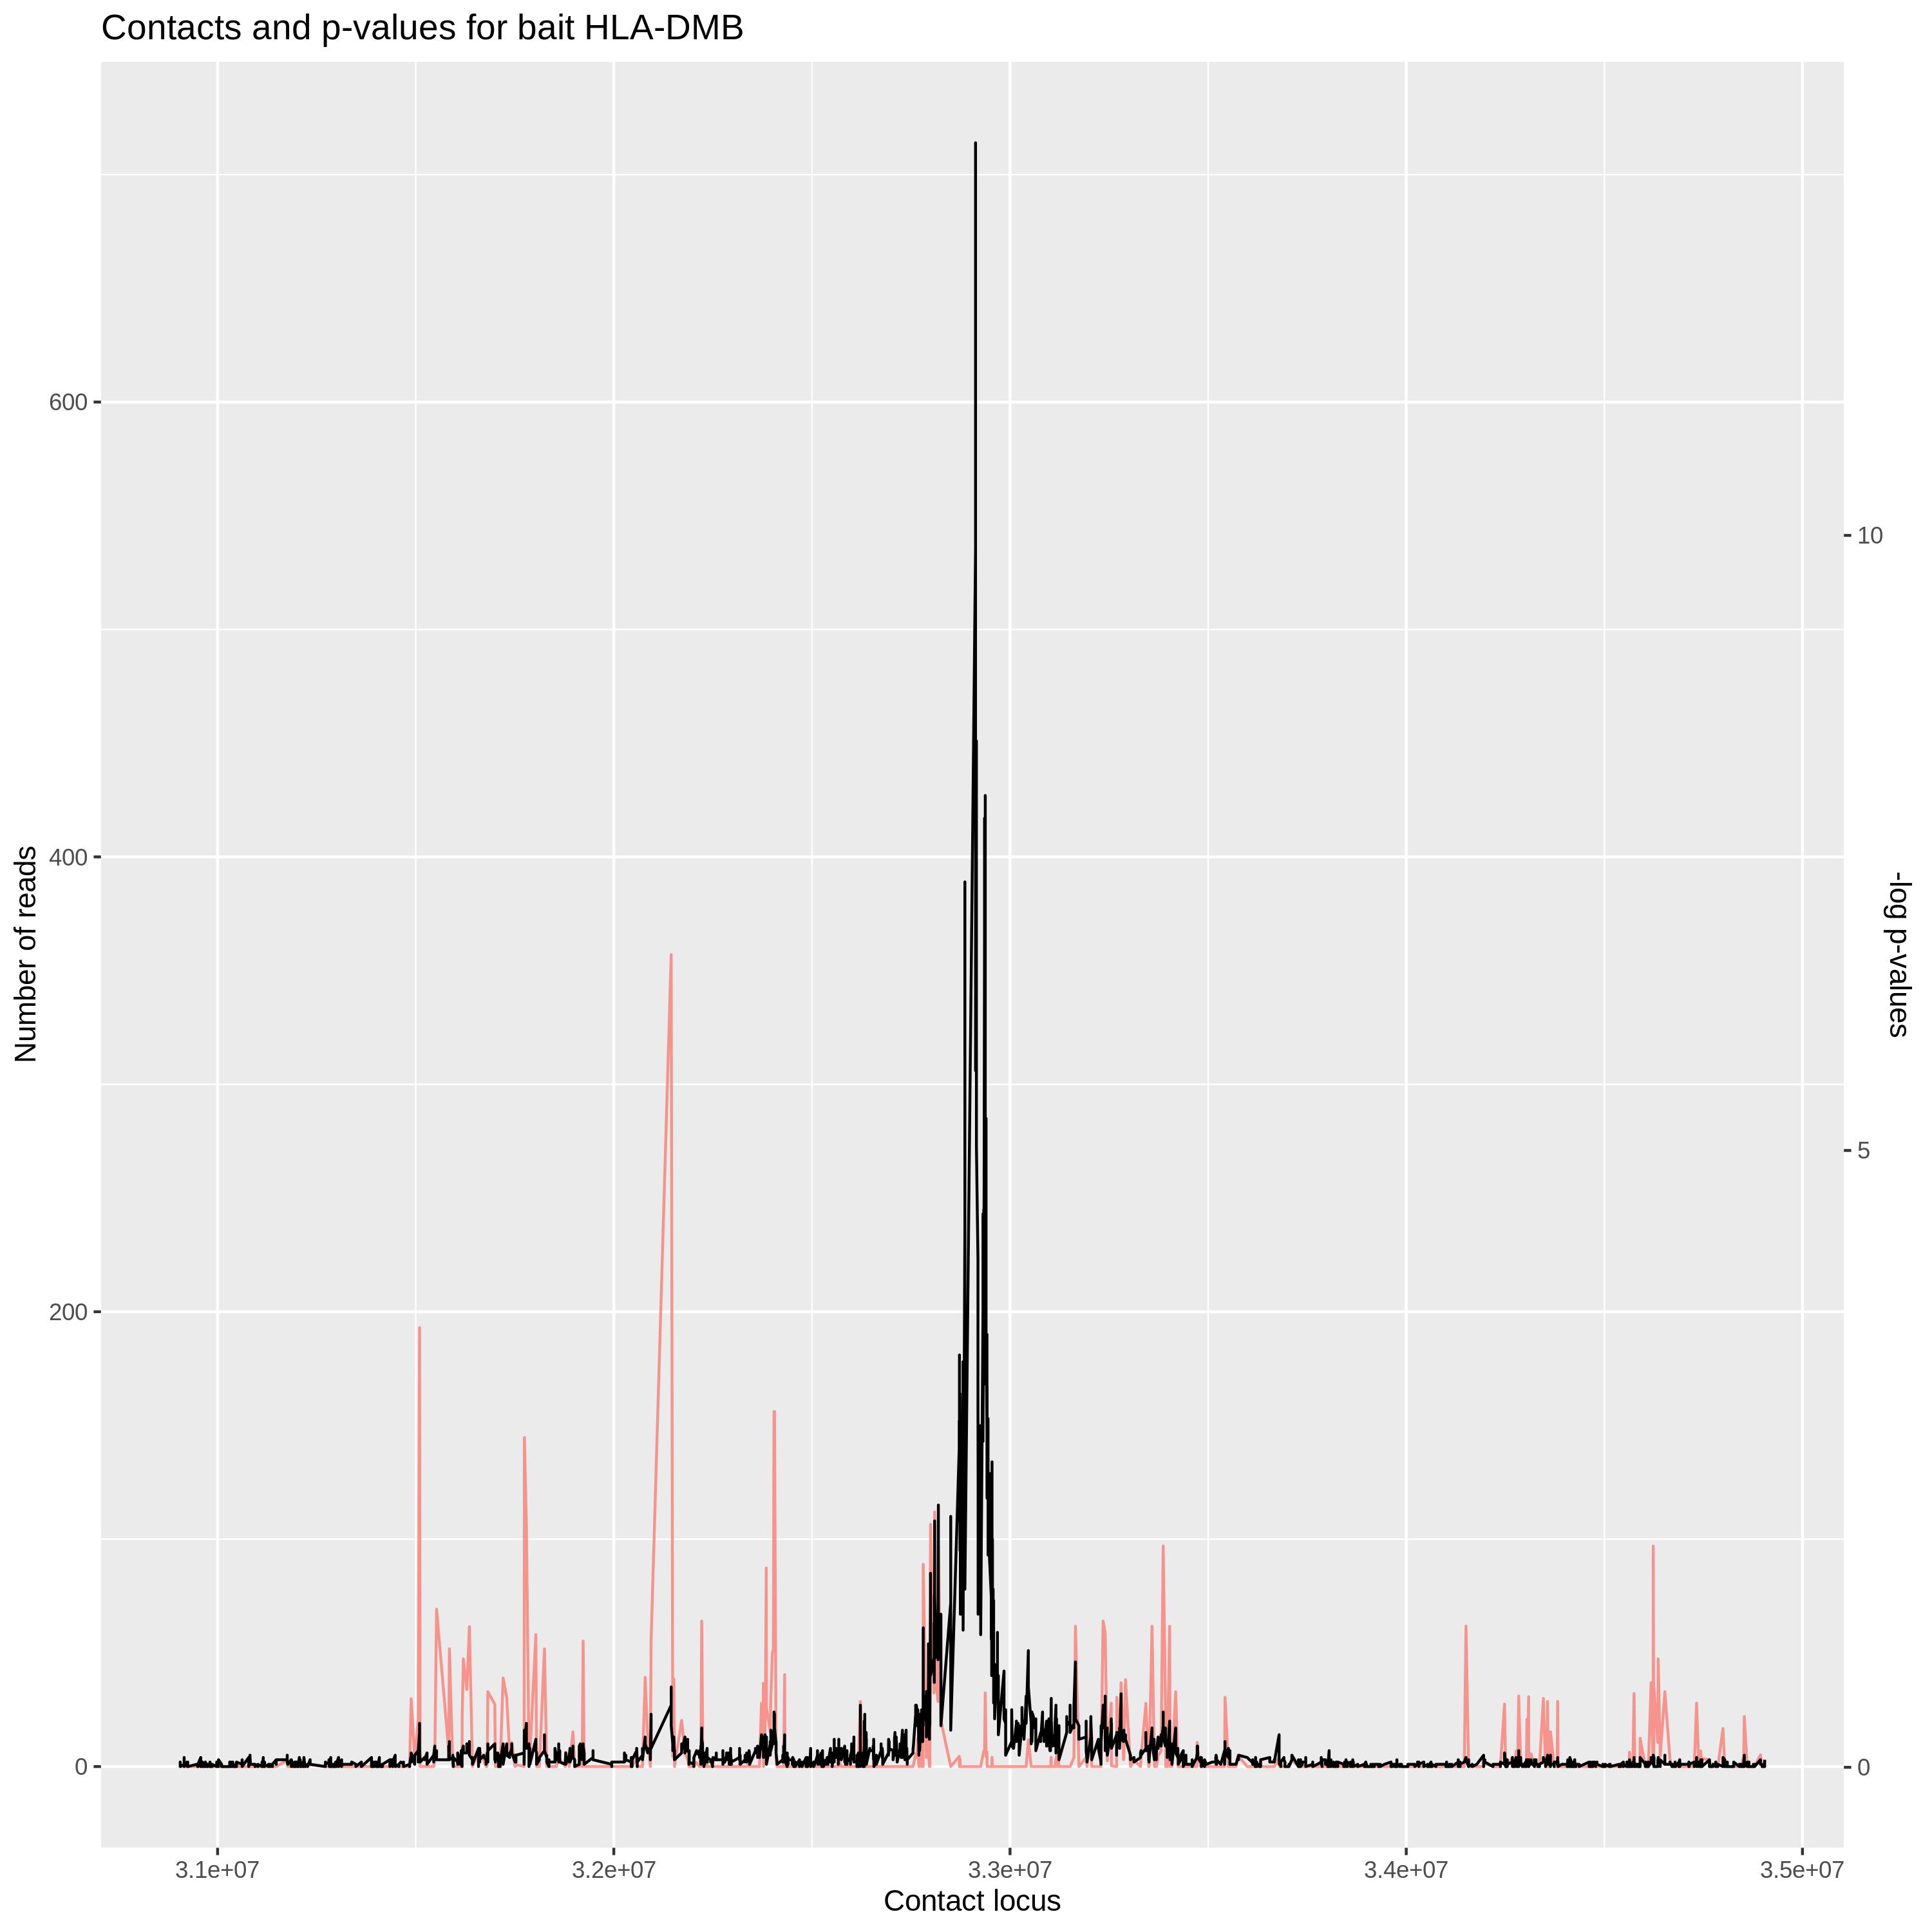 Contacts and p-values for bait HLA-DMB
Number of reads
600
400
200
0
10
5
0
-log p-values
3.1e+07 3.2e+07 3.3e+07 3.4e+07 3.5e+07
Contact locus